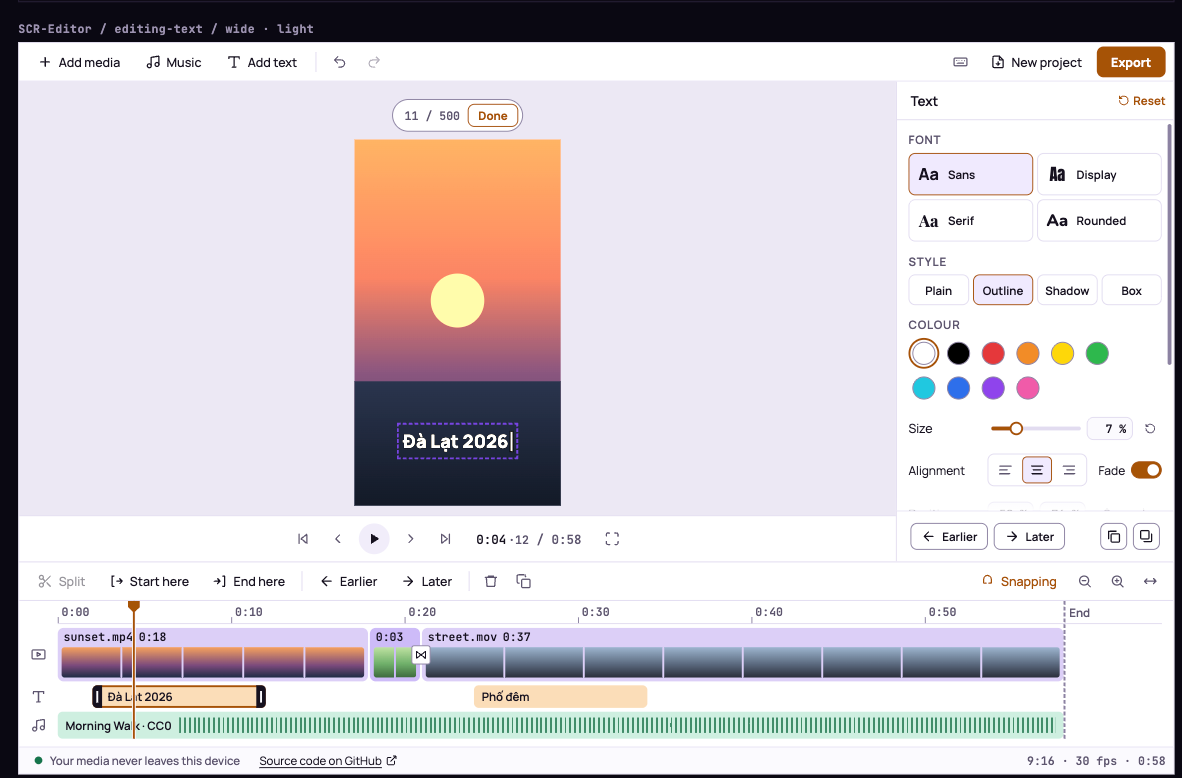 SCR-Editor / editing-text / wide · light
Add media Music Add text New project Export
11 / 500 Done
Đà Lạt 2026
Text Reset
FONT
Aa Sans Aa Display
Aa Serif Aa Rounded
STYLE
Plain Outline Shadow Box
COLOUR
Size 7 %
Alignment Fade
Earlier Later
0:04·12 / 0:58
Split Start here End here Earlier Later Snapping
0:00 0:10 0:20 0:30 0:40 0:50 End
sunset.mp4 0:18 0:03 street.mov 0:37
Đà Lạt 2026 Phố đêm
Morning Walk · CC0
Your media never leaves this device Source code on GitHub 9:16 · 30 fps · 0:58